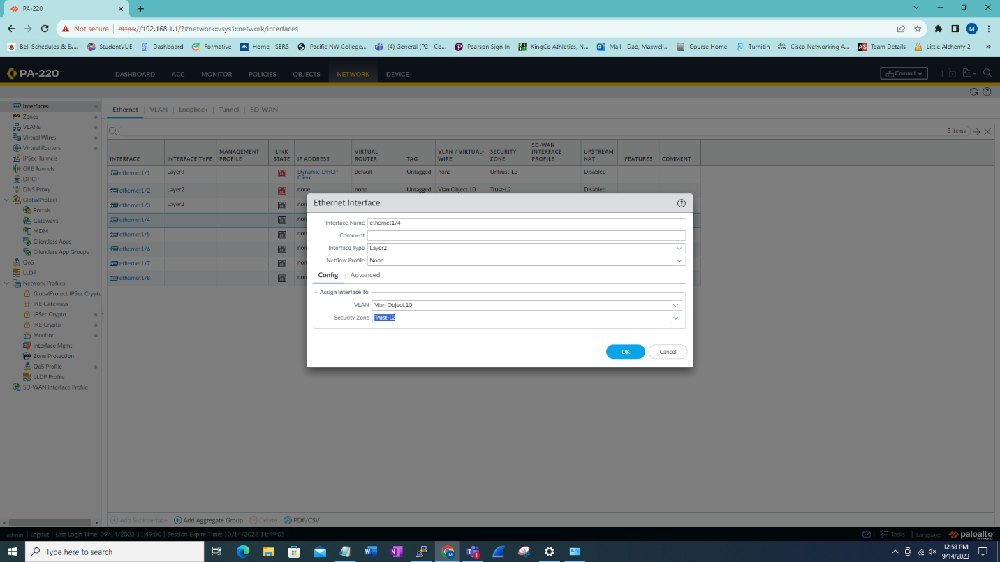 PA-220
Not secure https://192.168.1.1/?#network::vsys1::network/interfaces
M
Bell Schedules & Ev... StudentVUE Dashboard Formative Home - SERS Pacific NW College... (4) General (P2 - Co... Pearson Sign In KingCo Athletics, N... Mail - Dao, Maxwell... Course Home Turnitin Cisco Networking A... Team Details Little Alchemy 2 »
PA-220 DASHBOARD ACC MONITOR POLICIES OBJECTS NETWORK DEVICE Commit
Interfaces
Zones
VLANs
Virtual Wires
Virtual Routers
IPSec Tunnels
GRE Tunnels
DHCP
DNS Proxy
GlobalProtect
Portals
Gateways
MDM
Clientless Apps
Clientless App Groups
QoS
LLDP
Network Profiles
GlobalProtect IPSec Crypto
IKE Gateways
IPSec Crypto
IKE Crypto
Monitor
Interface Mgmt
Zone Protection
QoS Profile
LLDP Profile
SD-WAN Interface Profile
Ethernet VLAN Loopback Tunnel SD-WAN
8 items
INTERFACE INTERFACE TYPE MANAGEMENT PROFILE LINK STATE IP ADDRESS VIRTUAL ROUTER TAG VLAN / VIRTUAL-WIRE SECURITY ZONE SD-WAN INTERFACE PROFILE UPSTREAM NAT FEATURES COMMENT
ethernet1/1 Layer3 Dynamic-DHCP Client default Untagged none Untrust-L3 Disabled
ethernet1/2 Layer2 none none Untagged Vlan Object.10 Trust-L2 Disabled
ethernet1/3 Layer2
ethernet1/4
ethernet1/5
ethernet1/6
ethernet1/7
ethernet1/8
Ethernet Interface
Interface Name ethernet1/4
Comment
Interface Type Layer2
Netflow Profile None
Config Advanced
Assign Interface To
VLAN Vlan Object.10
Security Zone Trust-L2
OK Cancel
Add Subinterface Add Aggregate Group Delete PDF/CSV
admin | Logout | Last Login Time: 09/14/2023 11:49:00 | Session Expire Time: 10/14/2023 11:49:05 | Tasks | Language paloalto NETWORKS
Type here to search
12:58 PM
9/14/2023